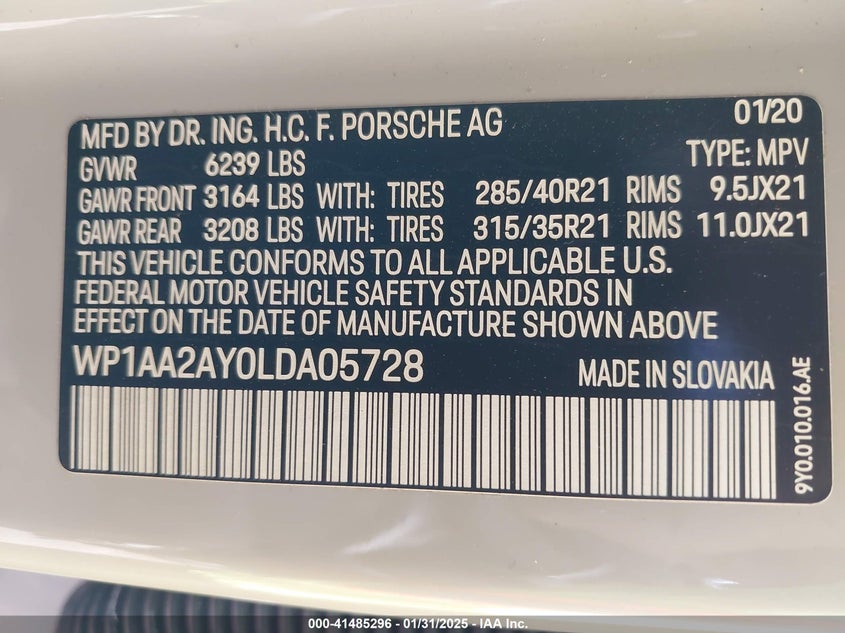 MFD BY DR. ING. H.C. F. PORSCHE AG 01/20
GVWR 6239 LBS TYPE: MPV
GAWR FRONT 3164 LBS WITH: TIRES 285/40R21 RIMS 9.5JX21
GAWR REAR 3208 LBS WITH: TIRES 315/35R21 RIMS 11.0JX21
THIS VEHICLE CONFORMS TO ALL APPLICABLE U.S.
FEDERAL MOTOR VEHICLE SAFETY STANDARDS IN
EFFECT ON THE DATE OF MANUFACTURE SHOWN ABOVE
WP1AA2AY0LDA05728 MADE IN SLOVAKIA
9Y0.010.016.AE
000-41485296 - 01/31/2025 - IAA Inc.